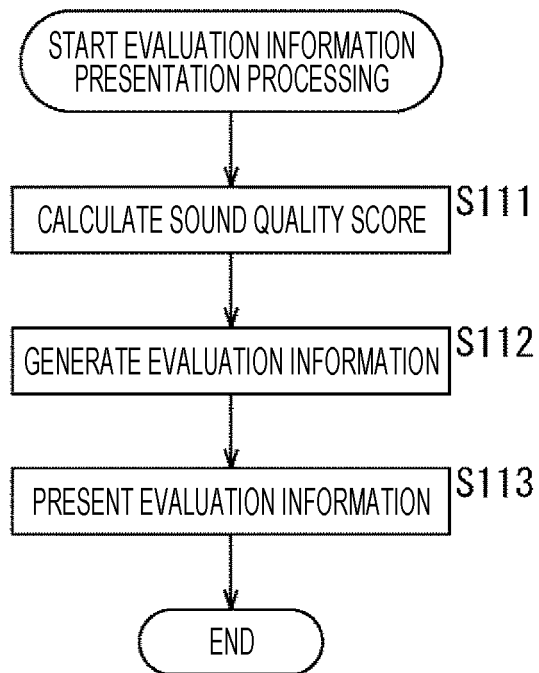 START EVALUATION INFORMATION
PRESENTATION PROCESSING
CALCULATE SOUND QUALITY SCORE
S111
GENERATE EVALUATION INFORMATION
S112
PRESENT EVALUATION INFORMATION
S113
END